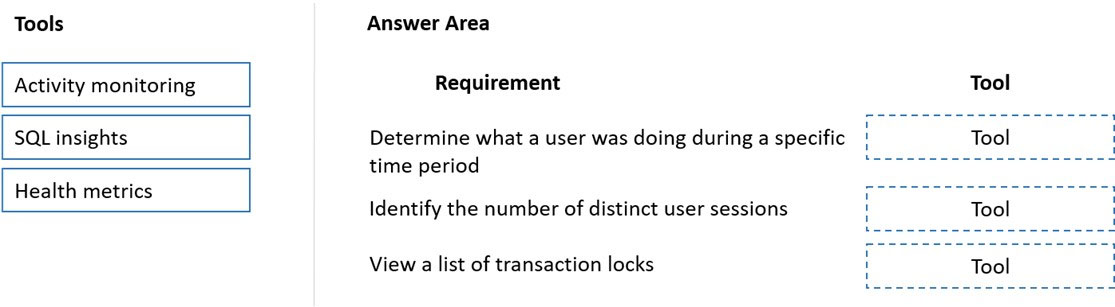 Tools
Activity monitoring
SQL insights
Health metrics
Answer Area
Requirement
Tool
Determine what a user was doing during a specific
time period
Tool
Identify the number of distinct user sessions
Tool
View a list of transaction locks
Tool